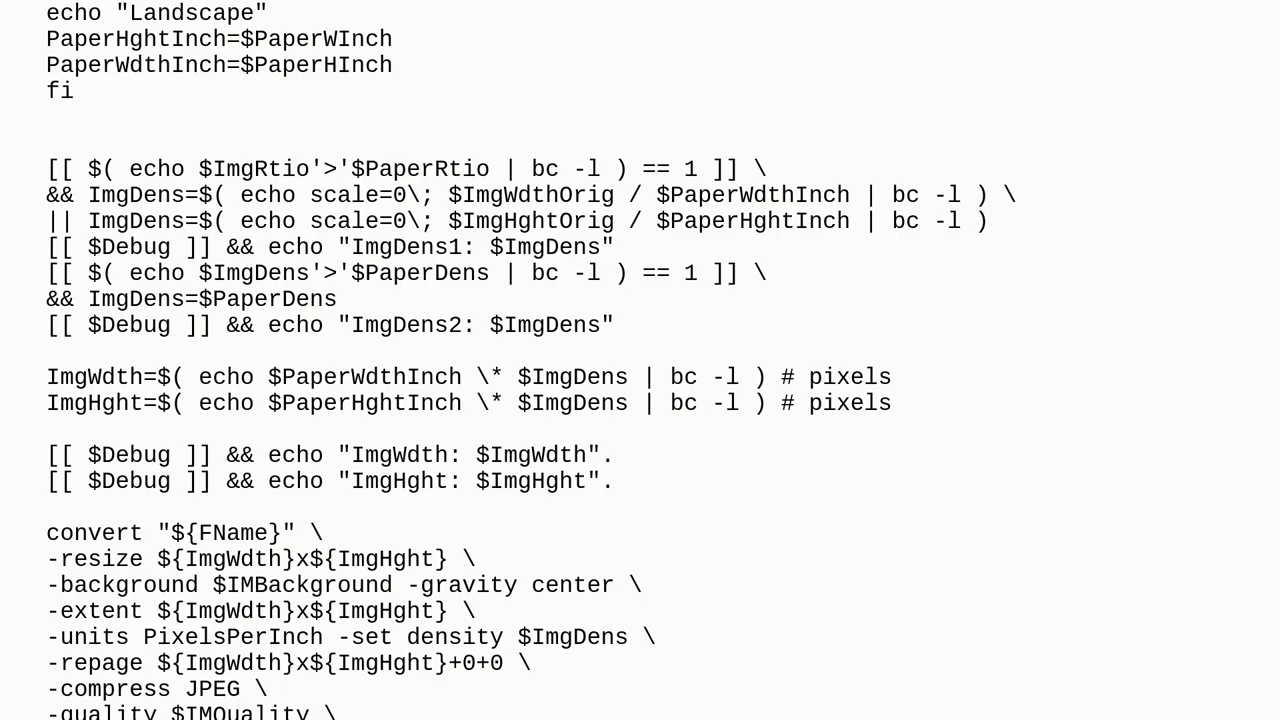 echo "Landscape"
PaperHghtInch=$PaperWInch
PaperWdthInch=$PaperHInch
fi
[[ $( echo $ImgRtio'>'$PaperRtio | bc -l ) == 1 ]] \
&& ImgDens=$( echo scale=0\; $ImgWdthOrig / $PaperWdthInch | bc -l ) \
|| ImgDens=$( echo scale=0\; $ImgHghtOrig / $PaperHghtInch | bc -l )
[[ $Debug ]] && echo "ImgDens1: $ImgDens"
[[ $( echo $ImgDens'>'$PaperDens | bc -l ) == 1 ]] \
&& ImgDens=$PaperDens
[[ $Debug ]] && echo "ImgDens2: $ImgDens"
ImgWdth=$( echo $PaperWdthInch \* $ImgDens | bc -l ) # pixels
ImgHght=$( echo $PaperHghtInch \* $ImgDens | bc -l ) # pixels
[[ $Debug ]] && echo "ImgWdth: $ImgWdth".
[[ $Debug ]] && echo "ImgHght: $ImgHght".
convert "${FName}" \
-resize ${ImgWdth}x${ImgHght} \
-background $IMBackground -gravity center \
-extent ${ImgWdth}x${ImgHght} \
-units PixelsPerInch -set density $ImgDens \
-repage ${ImgWdth}x${ImgHght}+0+0 \
-compress JPEG \
-quality $IMQuality \